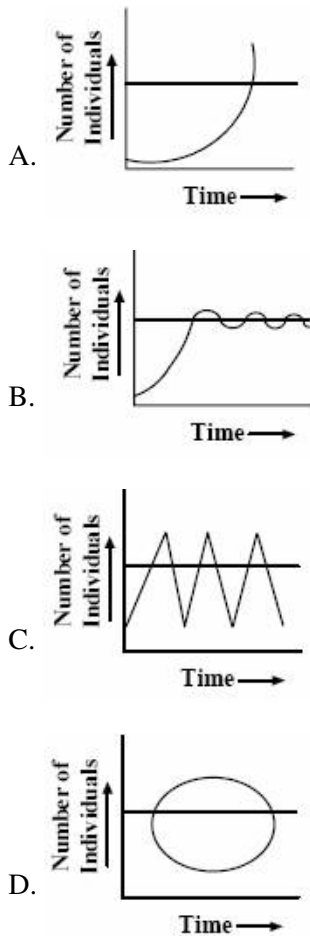 Number of
Individuals
A.
Time
Number of
Individuals
B.
Time
Number of
Individuals
C.
Time
Number of
Individuals
D.
Time